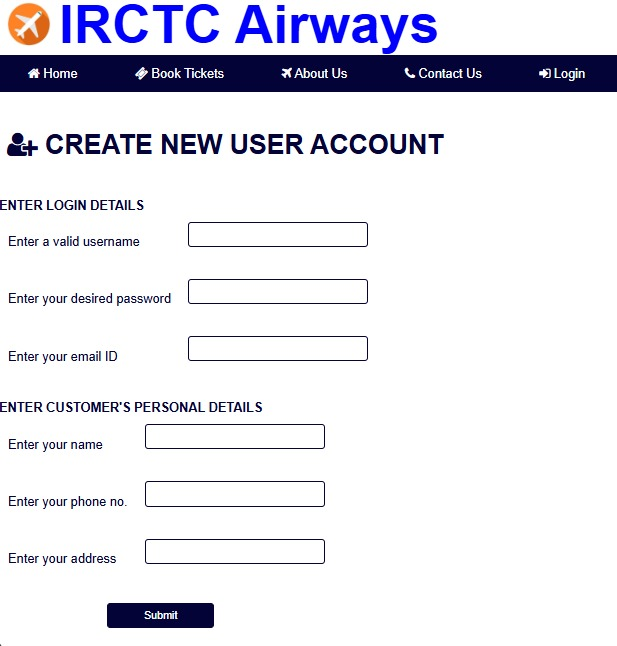 IRCTC Airways
Home Book Tickets About Us Contact Us Login
CREATE NEW USER ACCOUNT
ENTER LOGIN DETAILS
Enter a valid username
Enter your desired password
Enter your email ID
ENTER CUSTOMER'S PERSONAL DETAILS
Enter your name
Enter your phone no.
Enter your address
Submit